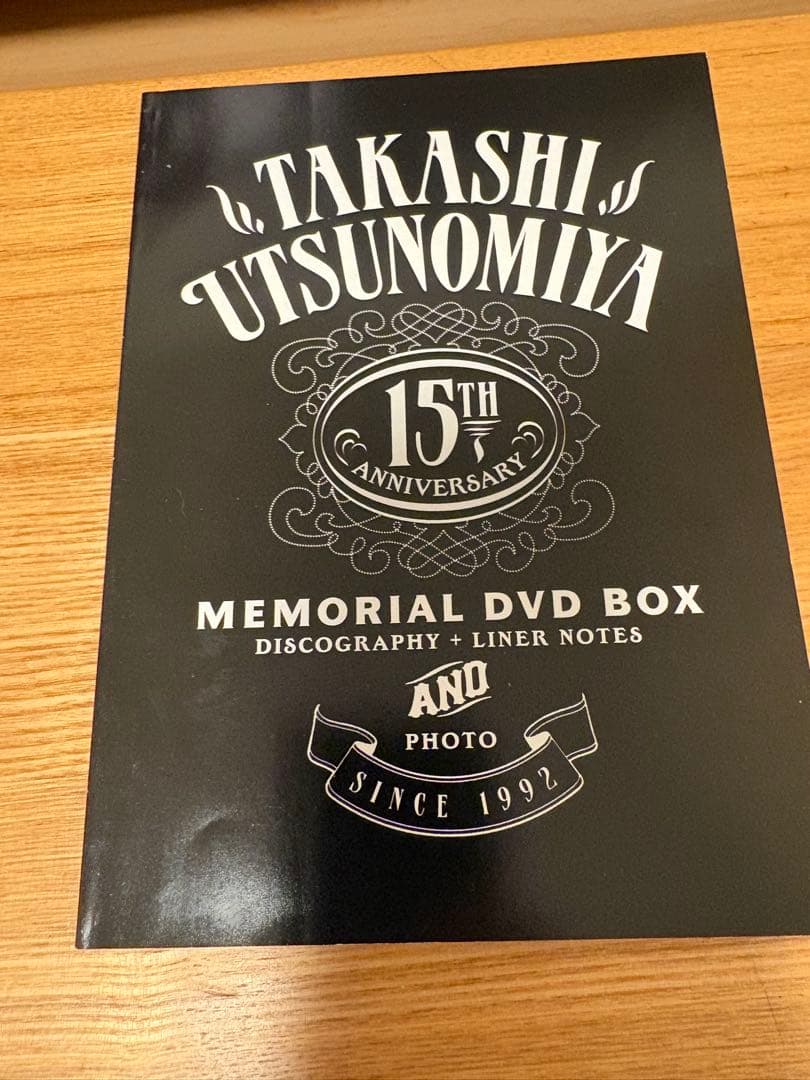 TAKASHI
UTSUNOMIYA
15TH
ANNIVERSARY
MEMORIAL DVD BOX
DISCOGRAPHY + LINER NOTES
AND
PHOTO
SINCE 1992